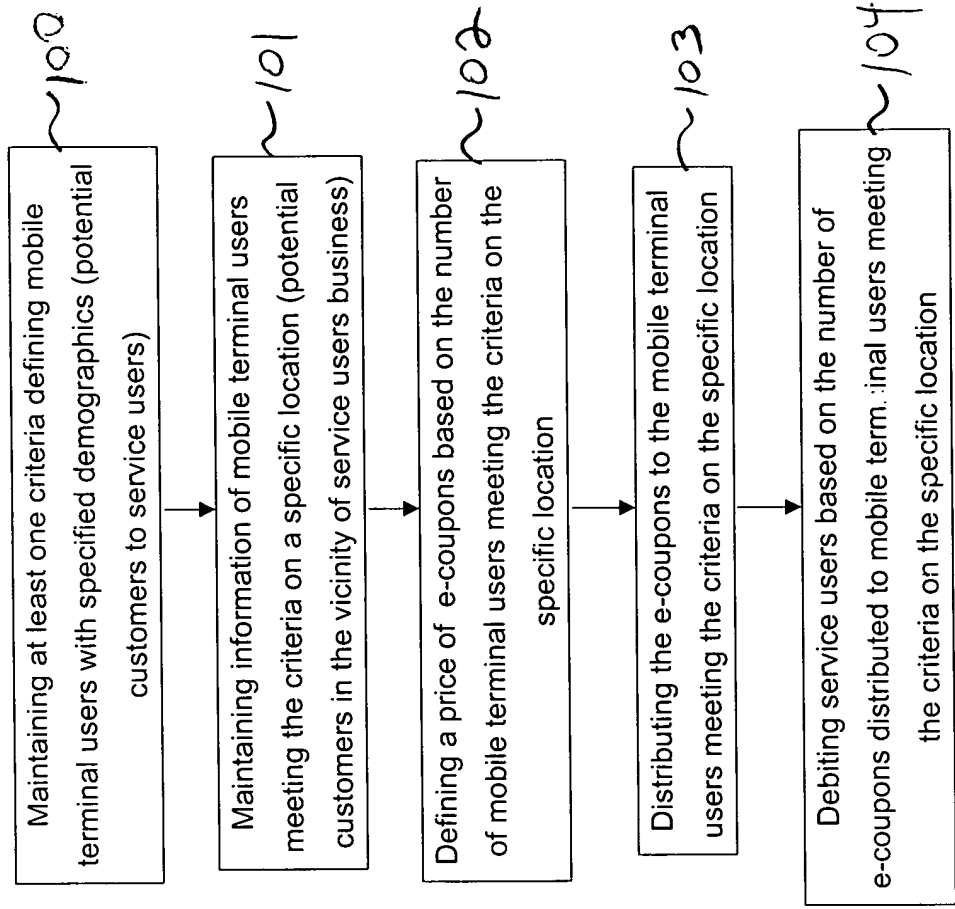 Maintaining at least one criteria defining mobile
terminal users with specified demographics (potential
customers to service users)
~100
Maintaining information of mobile terminal users
meeting the criteria on a specific location (potential
customers in the vicinity of service users business)
~101
Defining a price of e-coupons based on the number
of mobile terminal users meeting the criteria on the
specific location
~102
Distributing the e-coupons to the mobile terminal
users meeting the criteria on the specific location
~103
Debiting service users based on the number of
e-coupons distributed to mobile term. :inal users meeting
the criteria on the specific location
~104